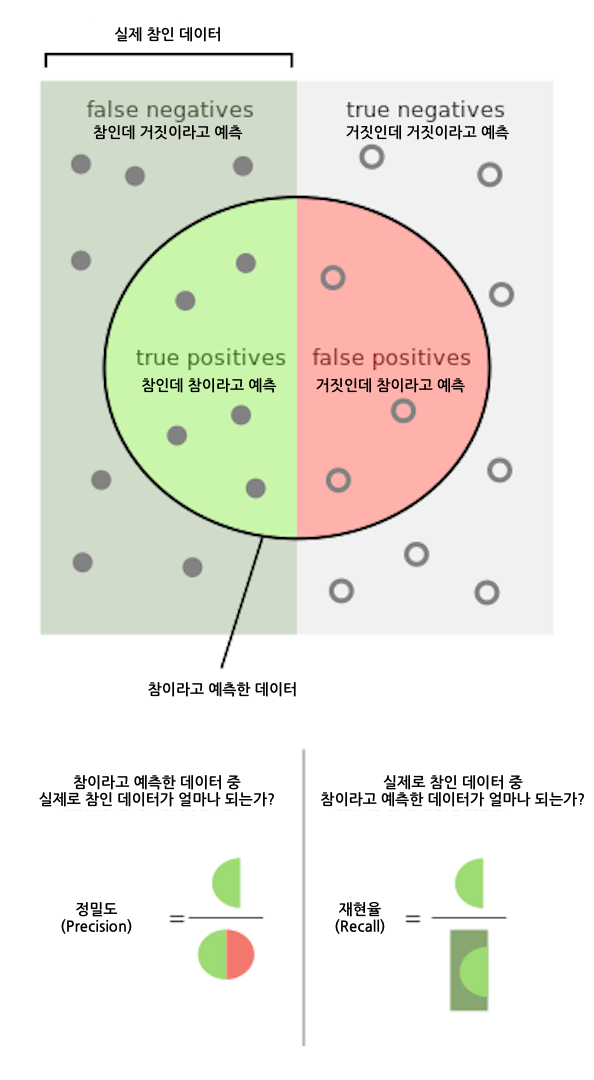 실제 참인 데이터
false negatives
참인데 거짓이라고 예측
true negatives
거짓인데 거짓이라고 예측
true positives
참인데 참이라고 예측
false positives
거짓인데 참이라고 예측
참이라고 예측한 데이터
참이라고 예측한 데이터 중
실제로 참인 데이터가 얼마나 되는가?
정밀도
(Precision)
=
실제로 참인 데이터 중
참이라고 예측한 데이터가 얼마나 되는가?
재현율
(Recall)
=